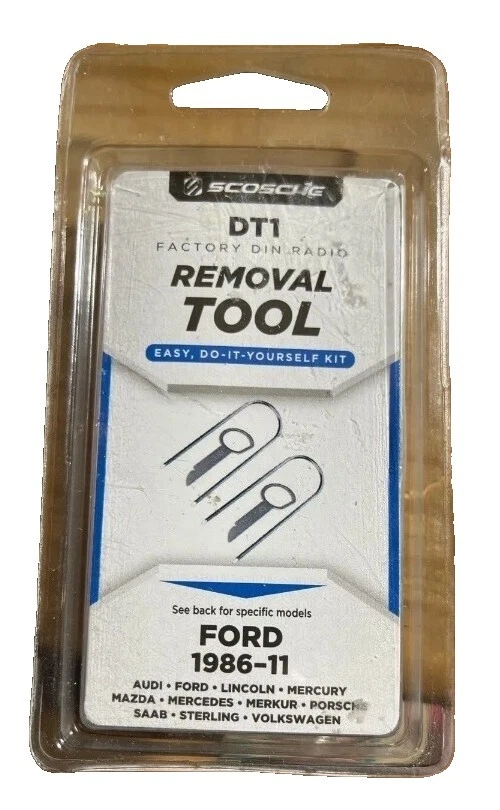 SCOSCHE
DT1
FACTORY DIN RADIO
REMOVAL
TOOL
EASY, DO-IT-YOURSELF KIT
See back for specific models
FORD
1986–11
AUDI • FORD • LINCOLN • MERCURY
MAZDA • MERCEDES • MERKUR • PORSCHE
SAAB • STERLING • VOLKSWAGEN